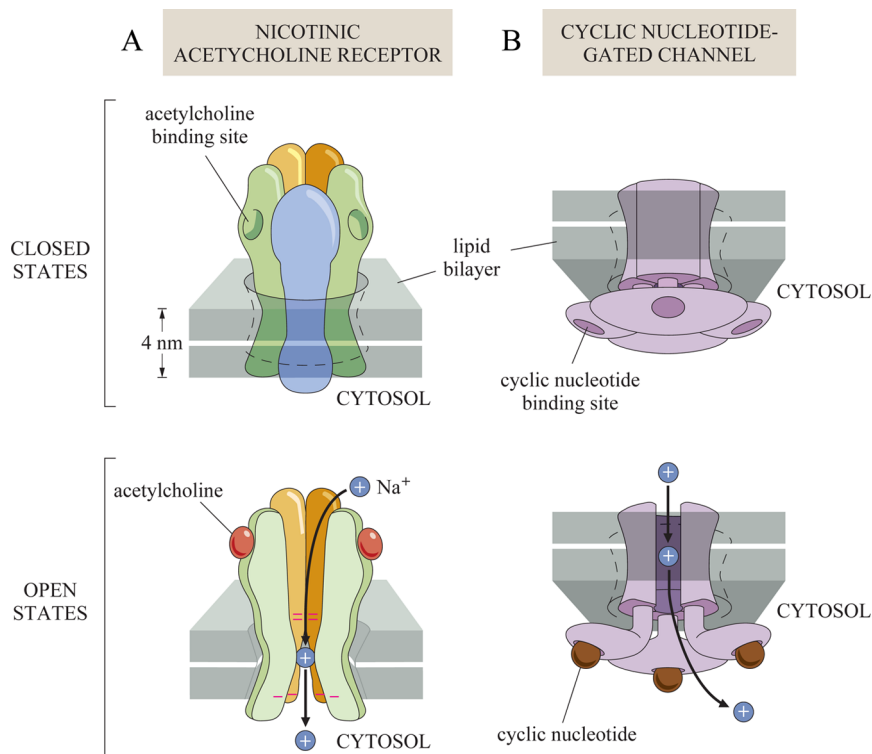 A
NICOTINIC
ACETYCHOLINE RECEPTOR
B
CYCLIC NUCLEOTIDE-
GATED CHANNEL
acetylcholine
binding site
CLOSED
STATES
lipid
bilayer
CYTOSOL
4 nm
cyclic nucleotide
binding site
CYTOSOL
acetylcholine
+ Na⁺
+
+
OPEN
STATES
CYTOSOL
+
+
cyclic nucleotide
+
+
CYTOSOL